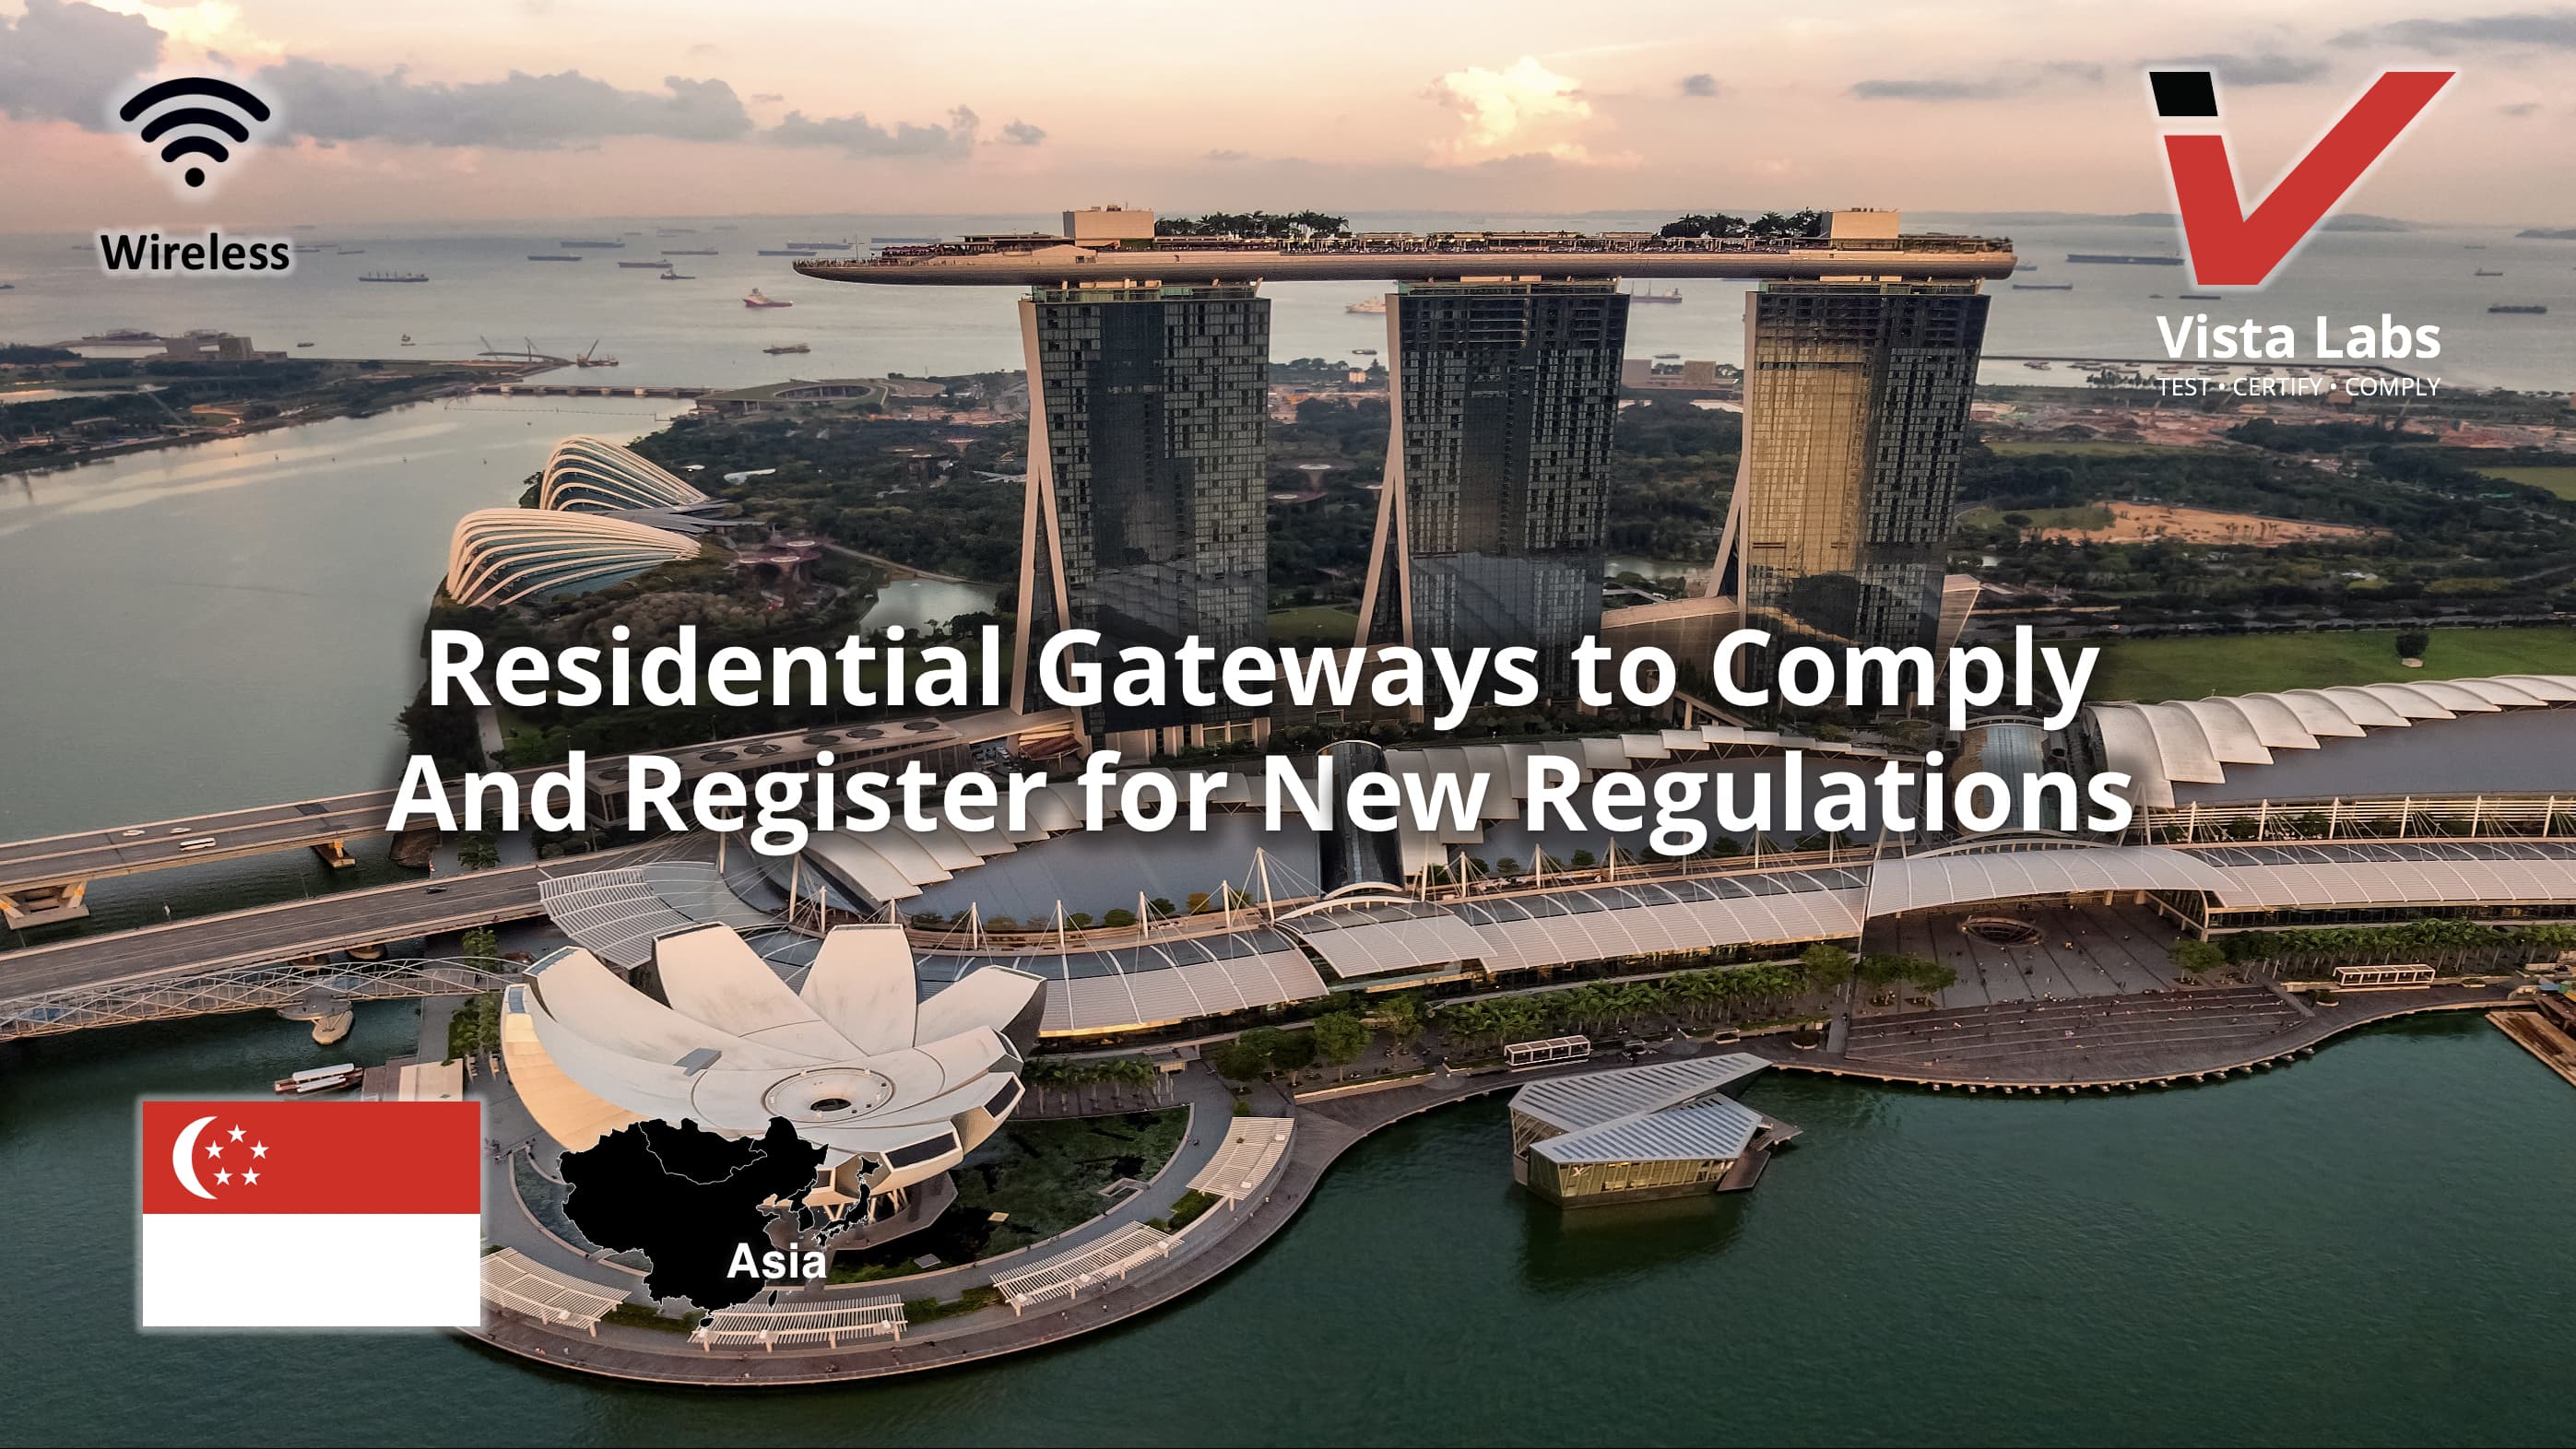 Wireless
Vista Labs
TEST • CERTIFY • COMPLY
Residential Gateways to Comply
And Register for New Regulations
Asia